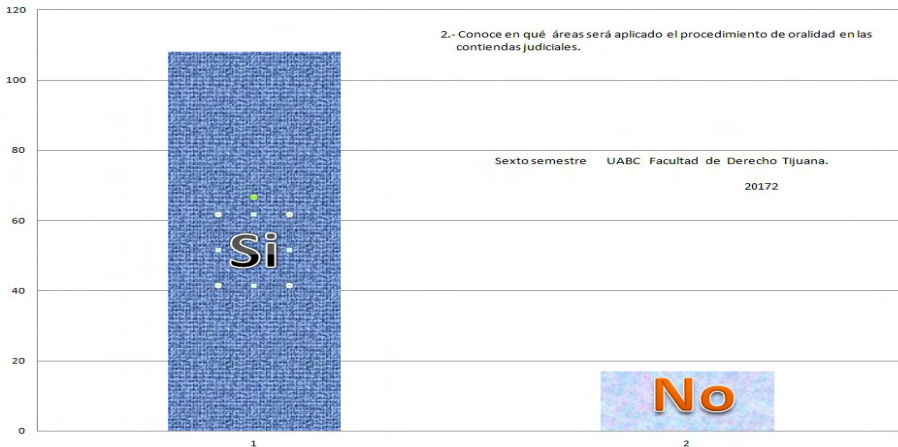 120
2.- Conoce en qué áreas será aplicado el procedimiento de oralidad en las
contiendas judiciales.
100
80
Sexto semestre UABC Facultad de Derecho Tijuana.
20172
60
Si
40
20
No
0
1
2